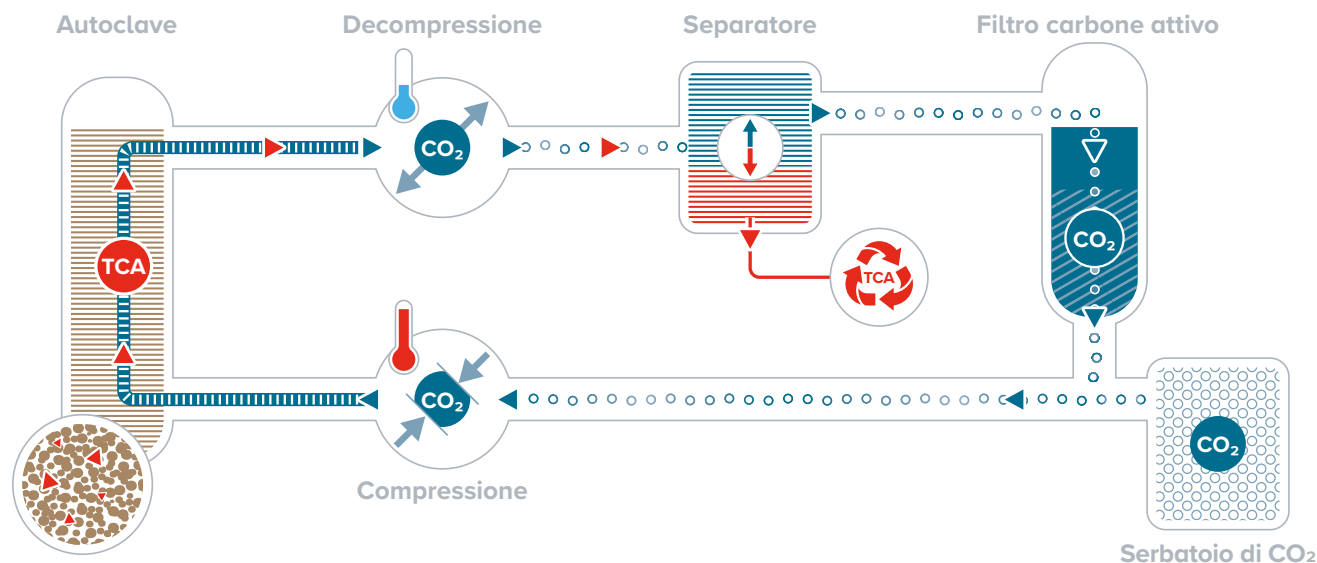 Autoclave
Decompressione
Separatore
Filtro carbone attivo
CO₂
TCA
CO₂
TCA
CO₂
CO₂
Compressione
Serbatoio di CO₂